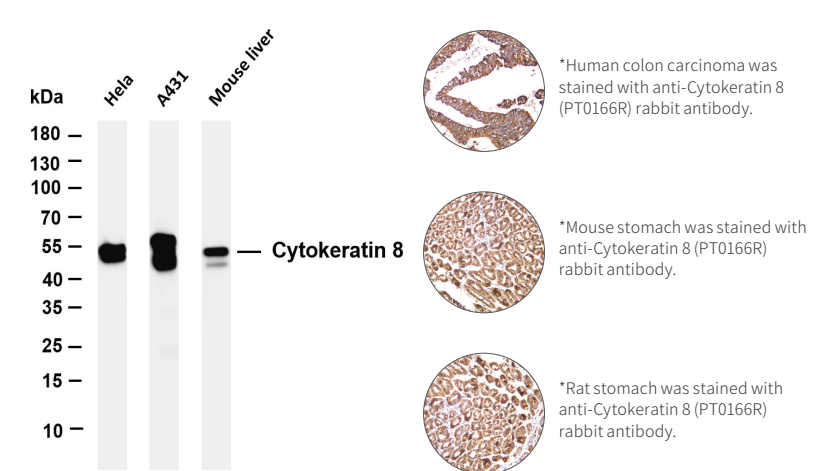 kDa
Hela
A431
Mouse liver
180
130
100
70
55
40
35
25
15
10
Cytokeratin 8
*Human colon carcinoma was
stained with anti-Cytokeratin 8
(PT0166R) rabbit antibody.
*Mouse stomach was stained with
anti-Cytokeratin 8 (PT0166R)
rabbit antibody.
*Rat stomach was stained with
anti-Cytokeratin 8 (PT0166R)
rabbit antibody.